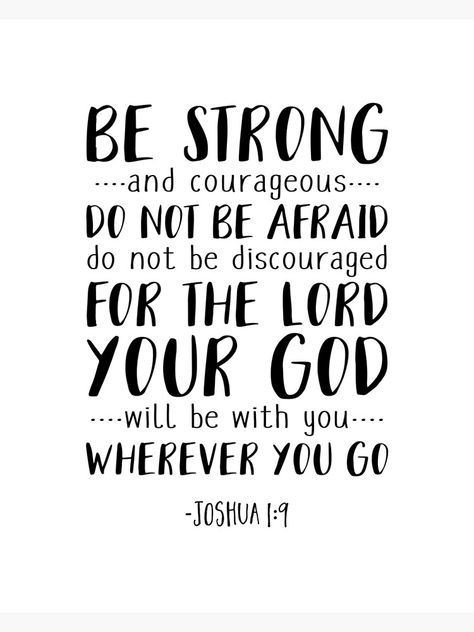 BE STRONG
....and courageous....
DO NOT BE AFRAID
do not be discouraged
FOR THE LORD
YOUR GOD
....will be with you....
WHEREVER YOU GO
-JOSHUA 1:9